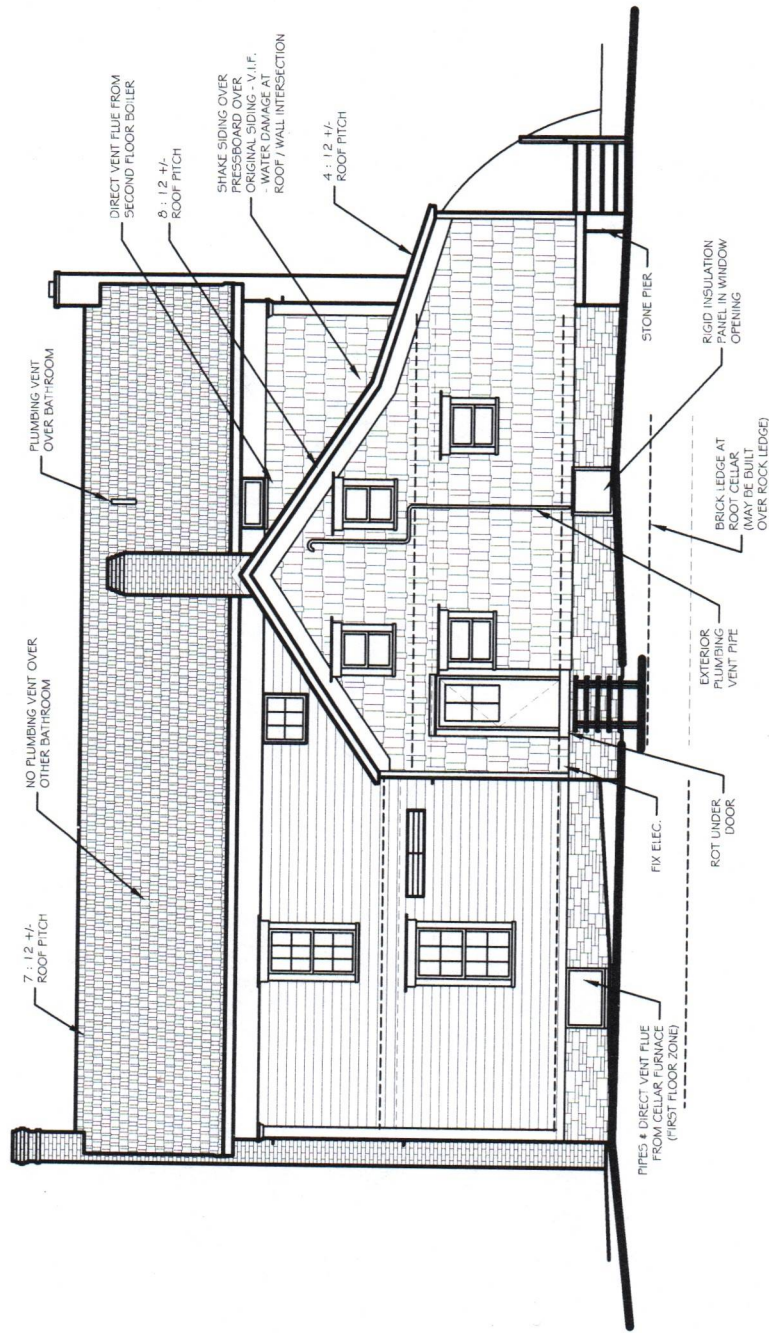 7 : 12 +/-
ROOF PITCH
NO PLUMBING VENT OVER
OTHER BATHROOM
PLUMBING VENT
OVER BATHROOM
DIRECT VENT FLUE FROM
SECOND FLOOR BOILER
8 : 12 +/-
ROOF PITCH
SHAKE SIDING OVER
PRESSBOARD OVER
ORIGINAL SIDING - V.I.F.
- WATER DAMAGE AT
ROOF / WALL INTERSECTION
4 : 12 +/-
ROOF PITCH
PIPES & DIRECT VENT FLUE
FROM CELLAR FURNACE
(FIRST FLOOR ZONE)
FIX ELEC.
ROT UNDER
DOOR
EXTERIOR
PLUMBING
VENT PIPE
BRICK LEDGE AT
ROOT CELLAR
(MAY BE BUILT
OVER ROCK LEDGE)
STONE PIER
RIGID INSULATION
PANEL IN WINDOW
OPENING